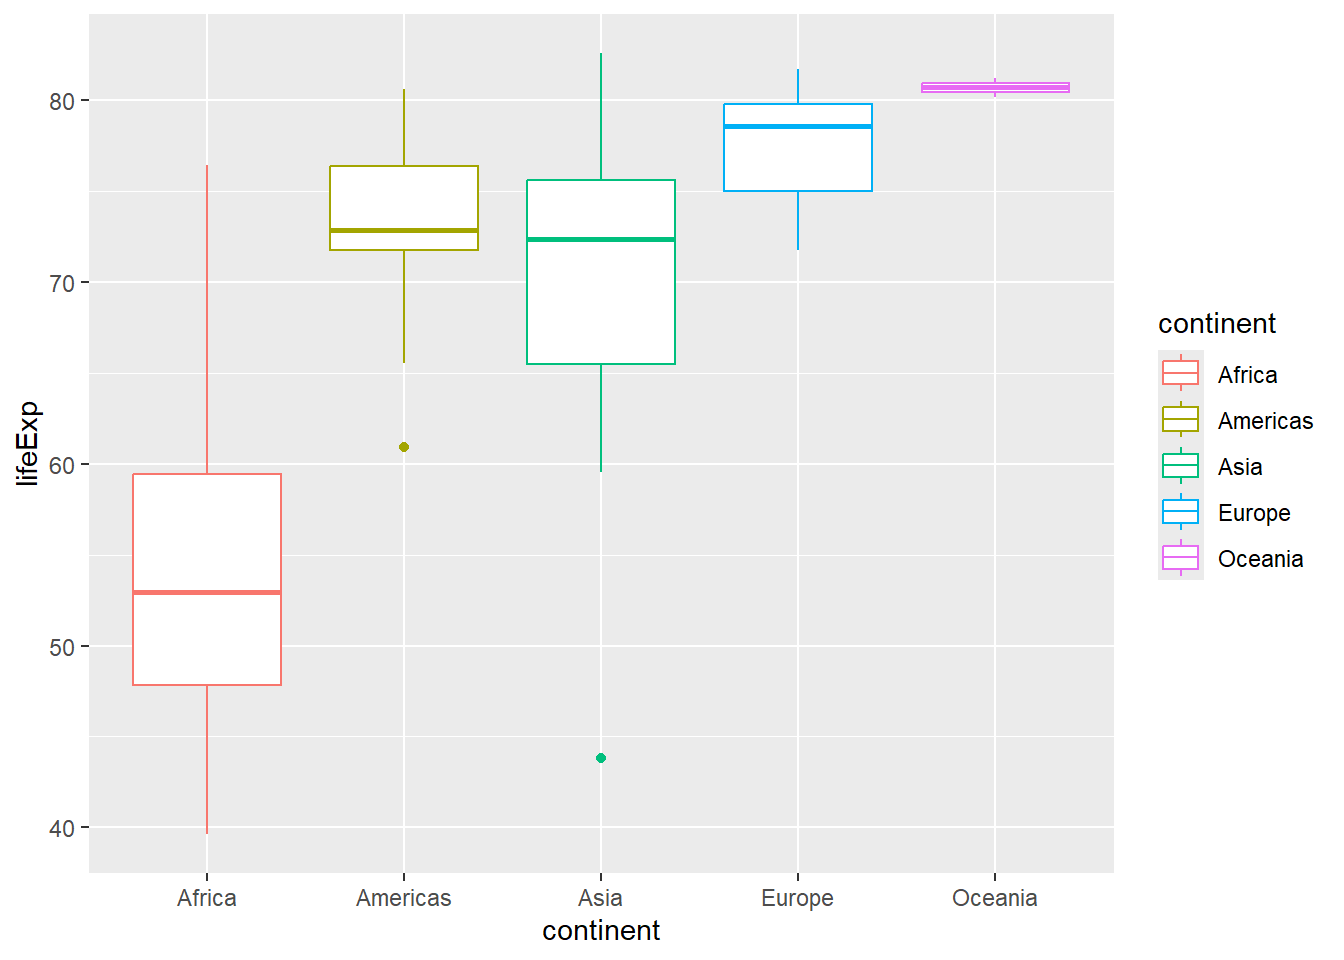 80
70
60
50
40
lifeExp
Africa Americas Asia Europe Oceania
continent
continent
Africa
Americas
Asia
Europe
Oceania